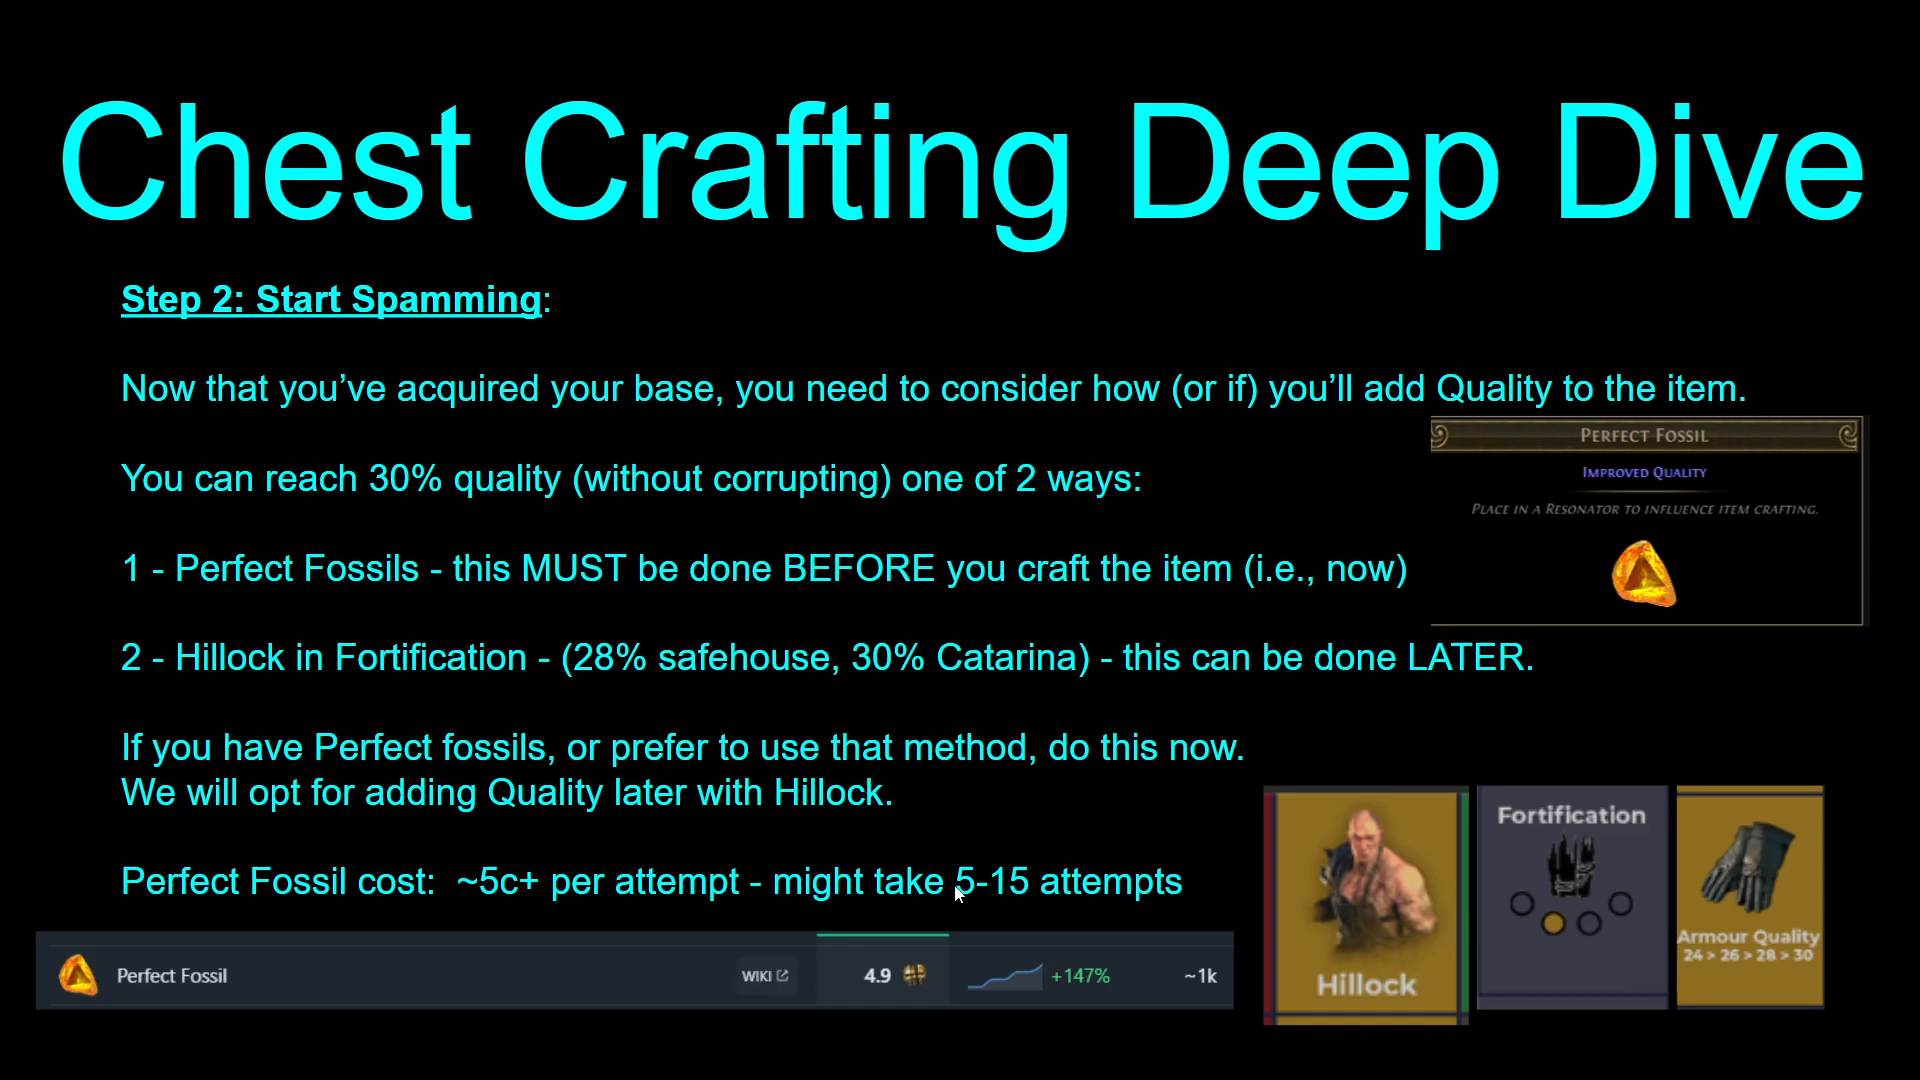 Chest Crafting Deep Dive
Step 2: Start Spamming:
Now that you’ve acquired your base, you need to consider how (or if) you’ll add Quality to the item.
PERFECT FOSSIL
IMPROVED QUALITY
PLACE IN A RESONATOR TO INFLUENCE ITEM CRAFTING.
You can reach 30% quality (without corrupting) one of 2 ways:
1 - Perfect Fossils - this MUST be done BEFORE you craft the item (i.e., now)
2 - Hillock in Fortification - (28% safehouse, 30% Catarina) - this can be done LATER.
If you have Perfect fossils, or prefer to use that method, do this now.
We will opt for adding Quality later with Hillock.
Perfect Fossil cost: ~5c+ per attempt - might take 5-15 attempts
Perfect Fossil WIKI 4.9 +147% ~1k
Hillock
Fortification
Armour Quality
24 > 26 > 28 > 30